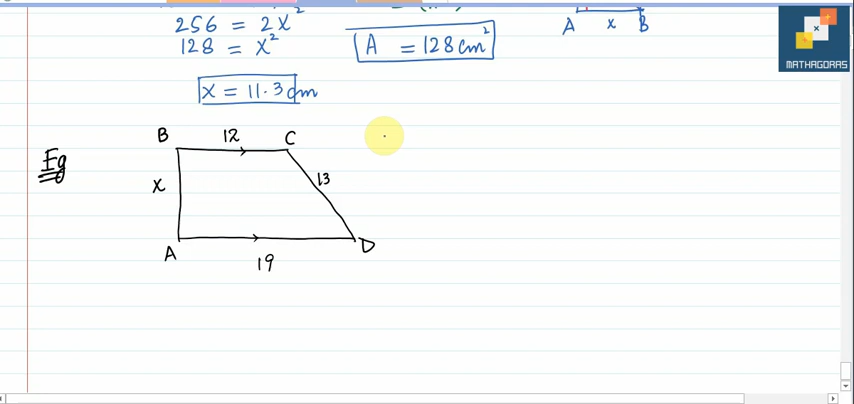 256 = 2x²
128 = x²
A = 128 cm²
A x B
MATHAGORAS
x = 11.3 cm
Eg
B 12 C
x 13
A 19 D